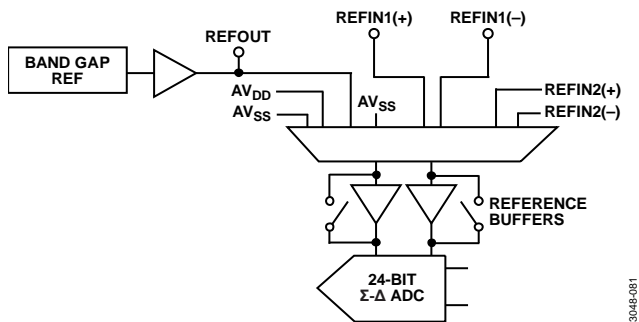 REFIN1(+) REFIN1(–)
REFOUT
BAND GAP
REF
AVDD
AVSS
AVSS
REFIN2(+)
REFIN2(–)
REFERENCE
BUFFERS
24-BIT
Σ-Δ ADC
3048-081